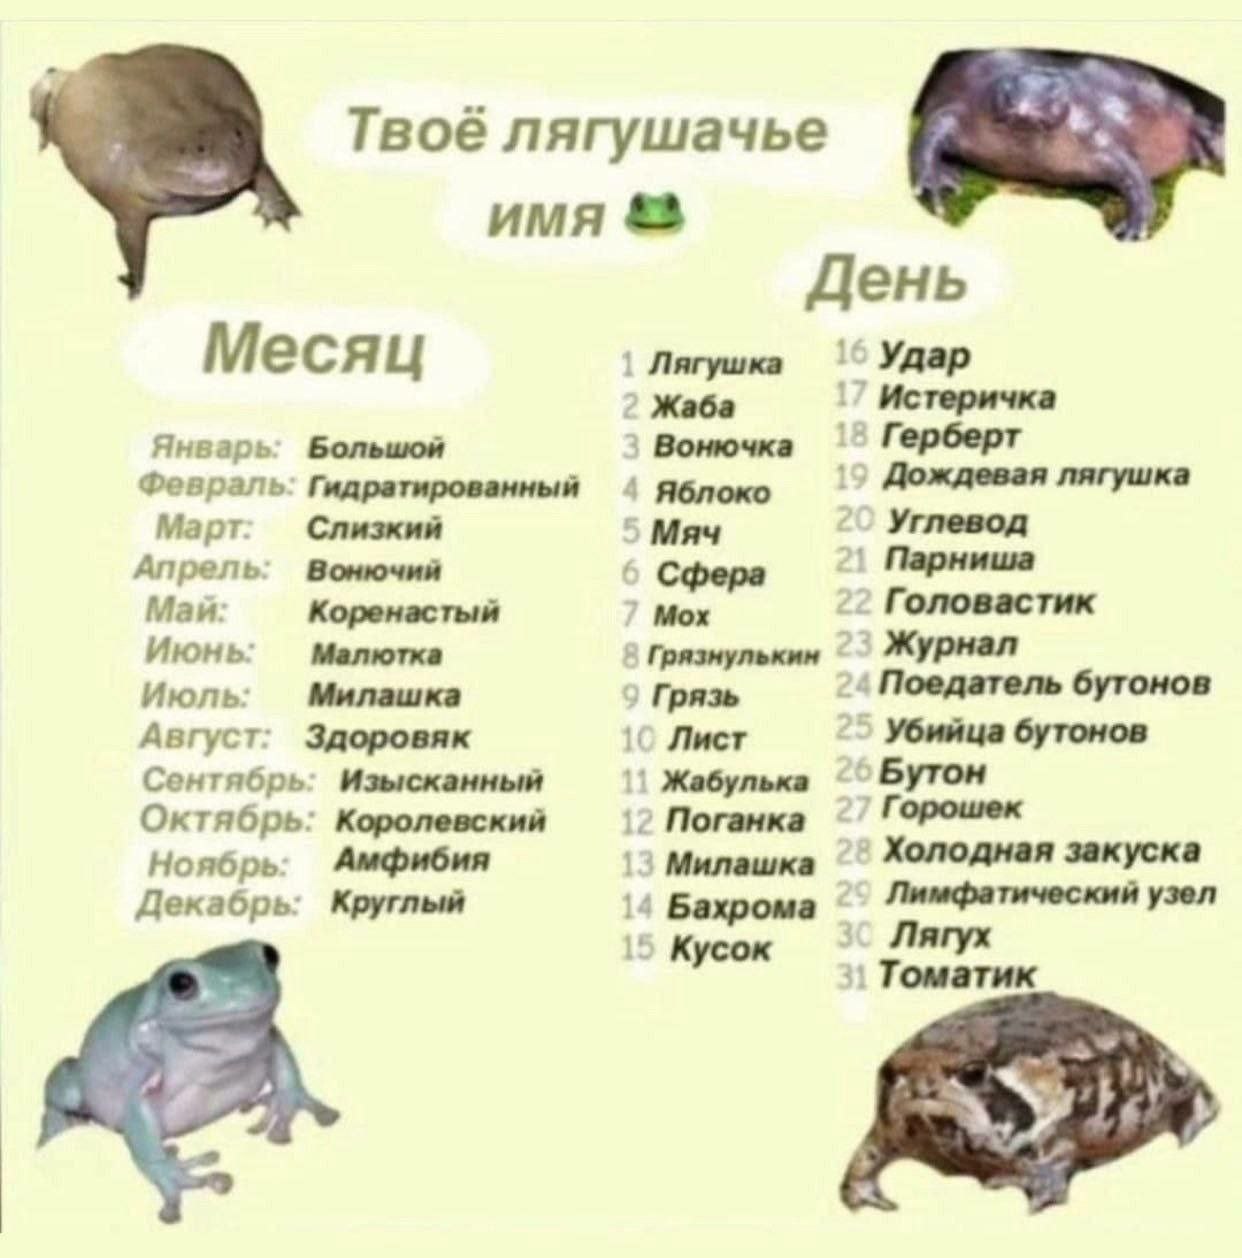 Твоё лягушачье
имя
Месяц
Январь: Большой
Февраль: Гидратированный
Март: Слизкий
Апрель: Вонючий
Май: Коренастый
Июнь: Малютка
Июль: Милашка
Август: Здоровяк
Сентябрь: Изысканный
Октябрь: Королевский
Ноябрь: Амфибия
Декабрь: Круглый
День
1 Лягушка
2 Жаба
3 Вонючка
4 Яблоко
5 Мяч
6 Сфера
7 Мох
8 Грязнулькин
9 Грязь
10 Лист
11 Жабулька
12 Поганка
13 Милашка
14 Бахрома
15 Кусок
16 Удар
17 Истеричка
18 Герберт
19 Дождевая лягушка
20 Углевод
21 Парниша
22 Головастик
23 Журнал
24 Поедатель бутонов
25 Убийца бутонов
26 Бутон
27 Горошек
28 Холодная закуска
29 Лимфатический узел
30 Лягух
31 Томатик